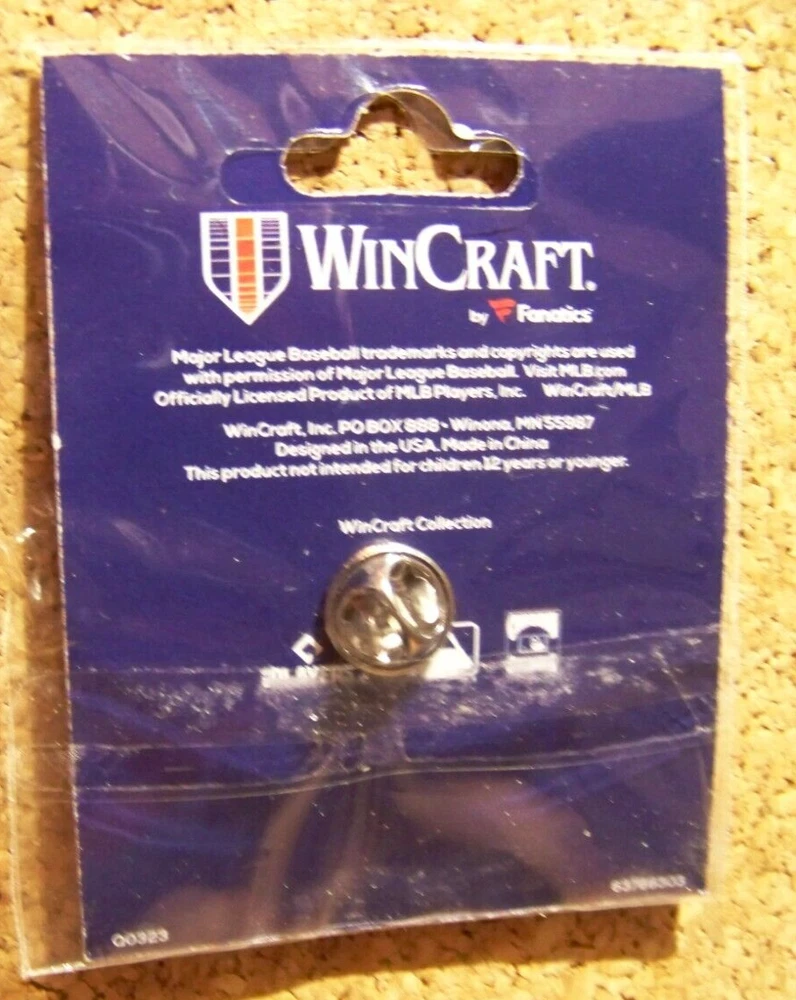 WINCRAFT.
by Fanatics
Major League Baseball trademarks and copyrights are used
with permission of Major League Baseball. Visit MLB.com
Officially Licensed Product of MLB Players, Inc. WinCraft/MLB
WinCraft, Inc. PO BOX 888 • Winona, MN 55987
Designed in the USA. Made in China
This product not intended for children 12 years or younger.
WinCraft Collection
Q0323